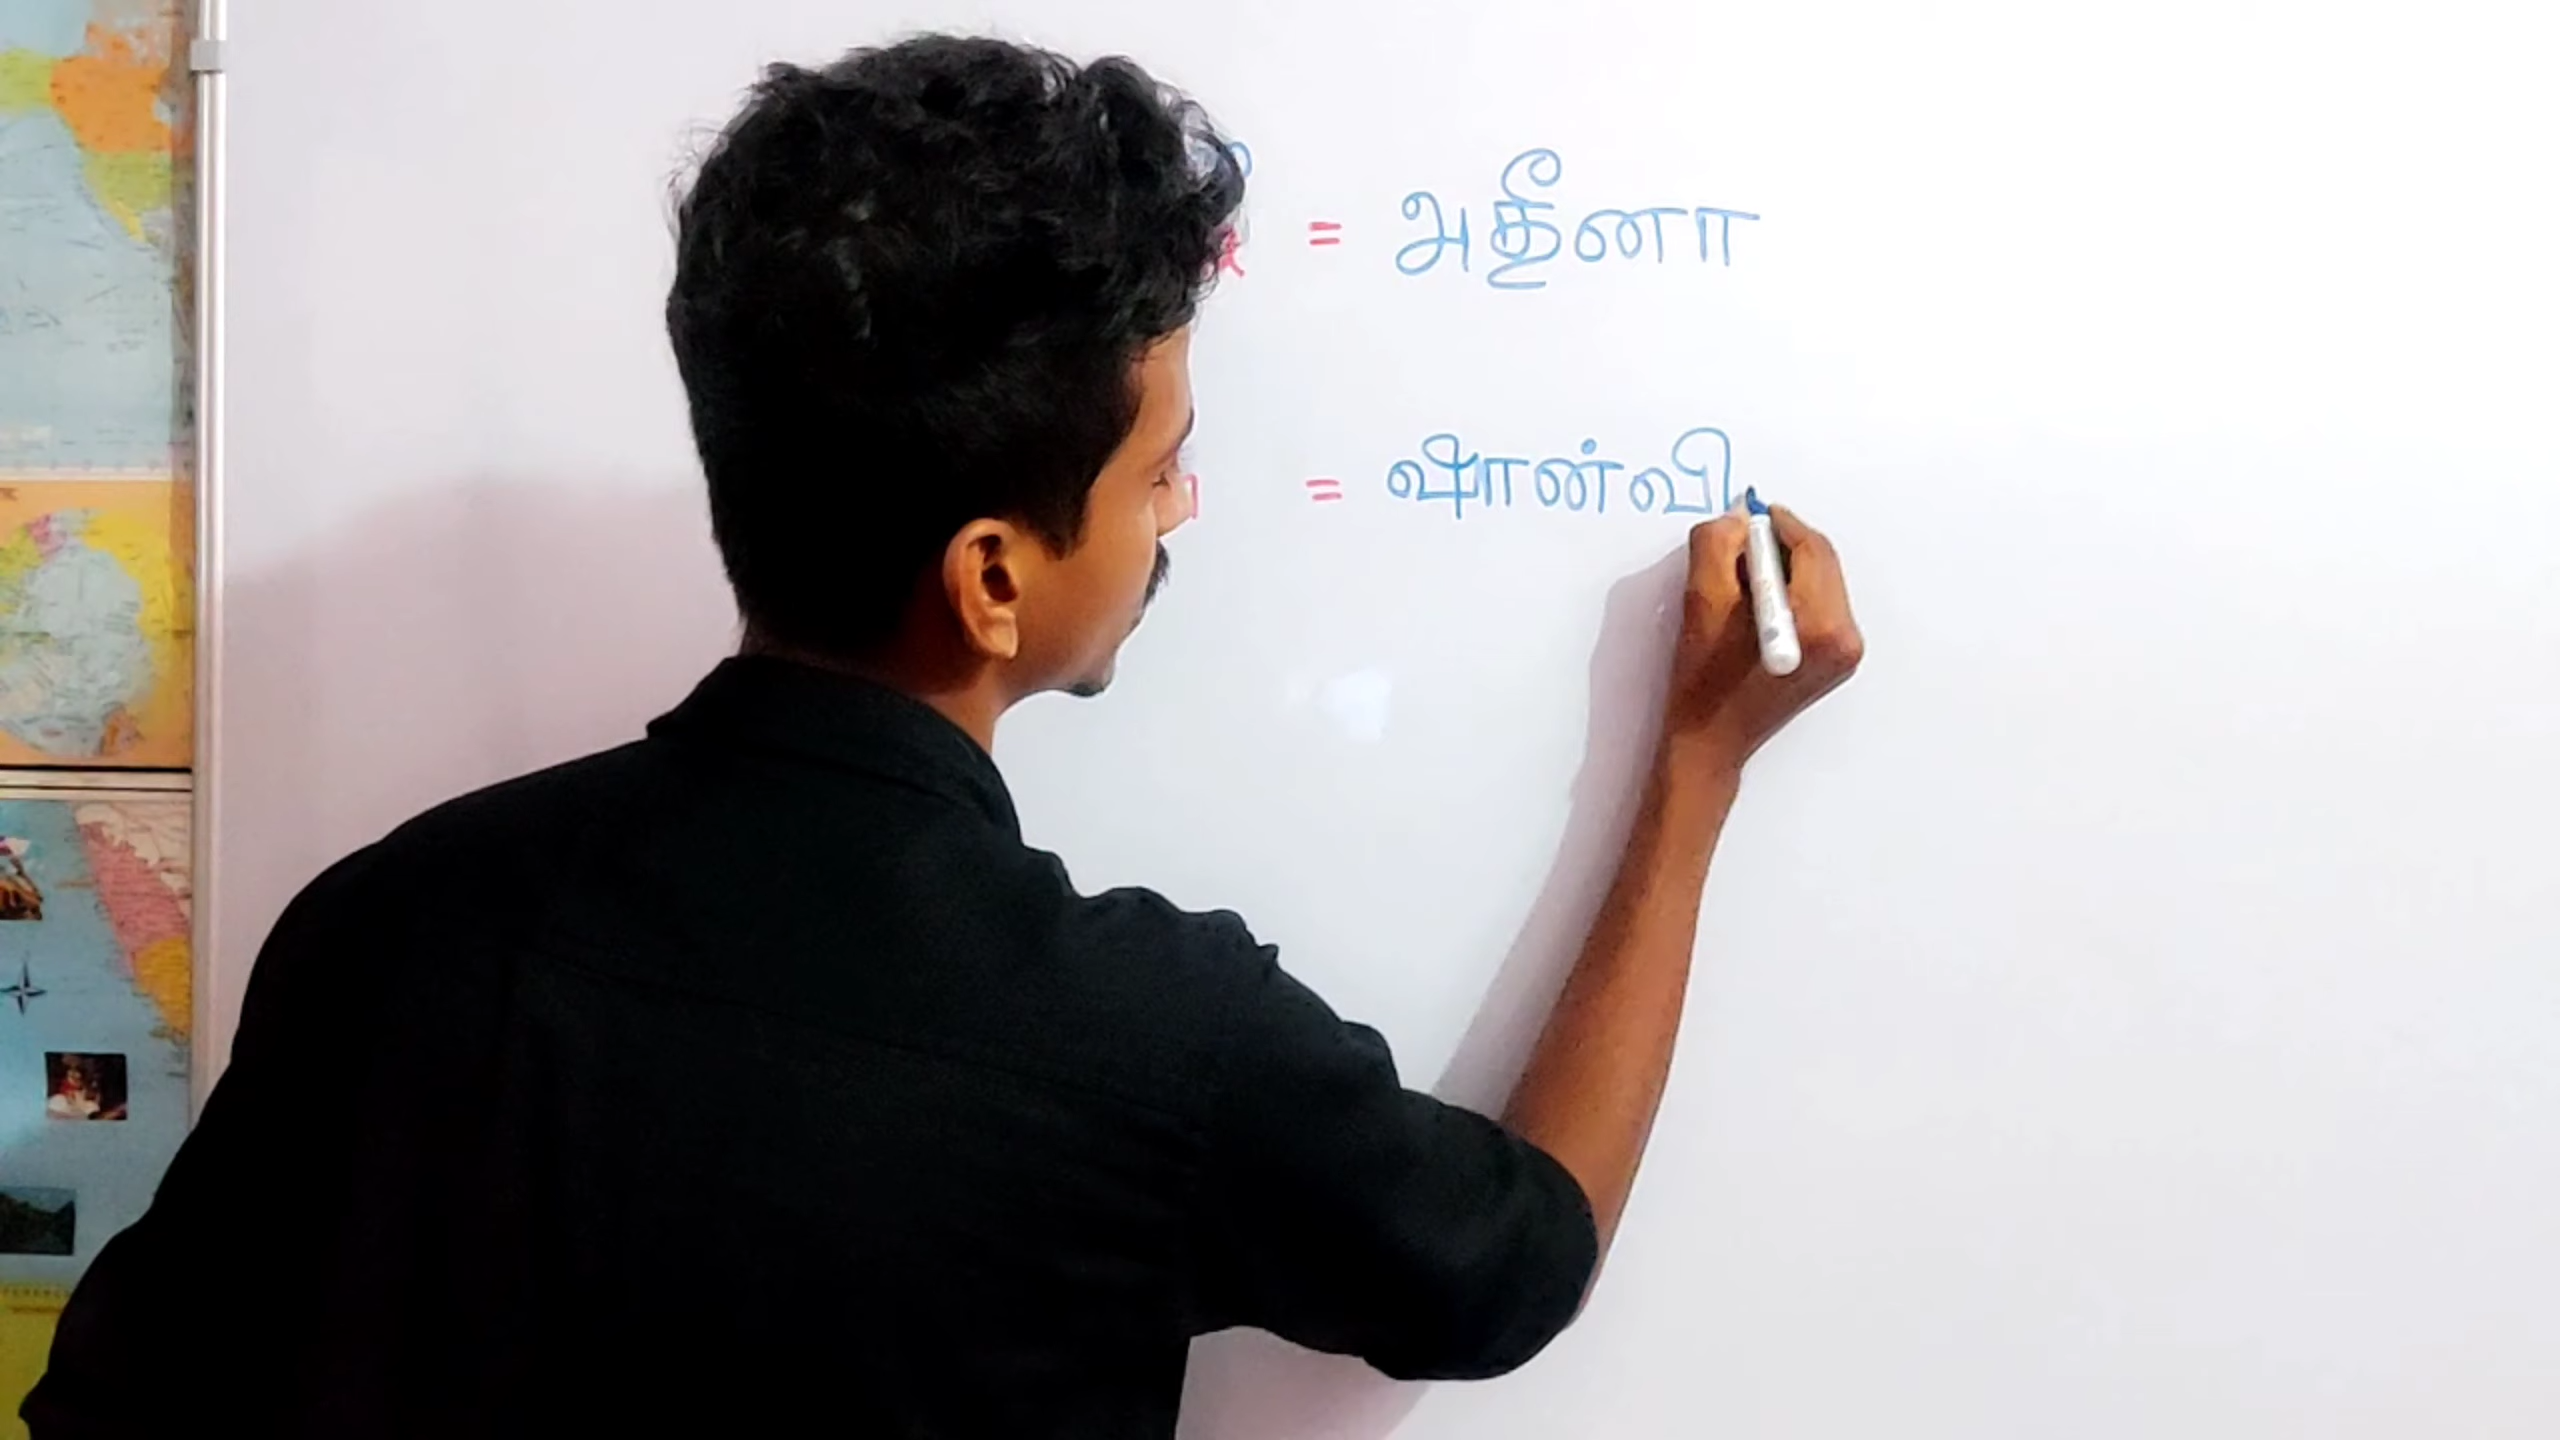 = அதீனா
= ஷான்வி